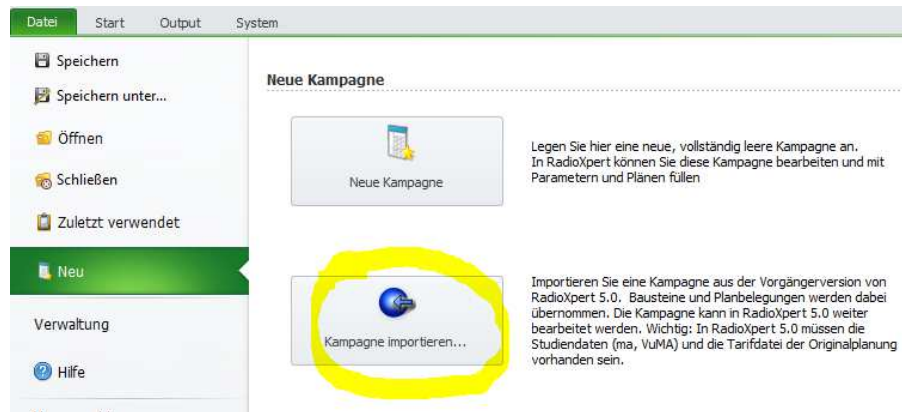 Datei Start Output System
Speichern
Speichern unter...
Öffnen
Schließen
Zuletzt verwendet
Neu
Verwaltung
Hilfe
Neue Kampagne
Neue Kampagne
Legen Sie hier eine neue, vollständig leere Kampagne an.
In RadioXpert können Sie diese Kampagne bearbeiten und mit
Parametern und Plänen füllen
Kampagne importieren...
Importieren Sie eine Kampagne aus der Vorgängerversion von
RadioXpert 5.0. Bausteine und Planbelegungen werden dabei
übernommen. Die Kampagne kann in RadioXpert 5.0 weiter
bearbeitet werden. Wichtig: In RadioXpert 5.0 müssen die
Studiendaten (ma, VuMA) und die Tarifdatei der Originalplanung
vorhanden sein.